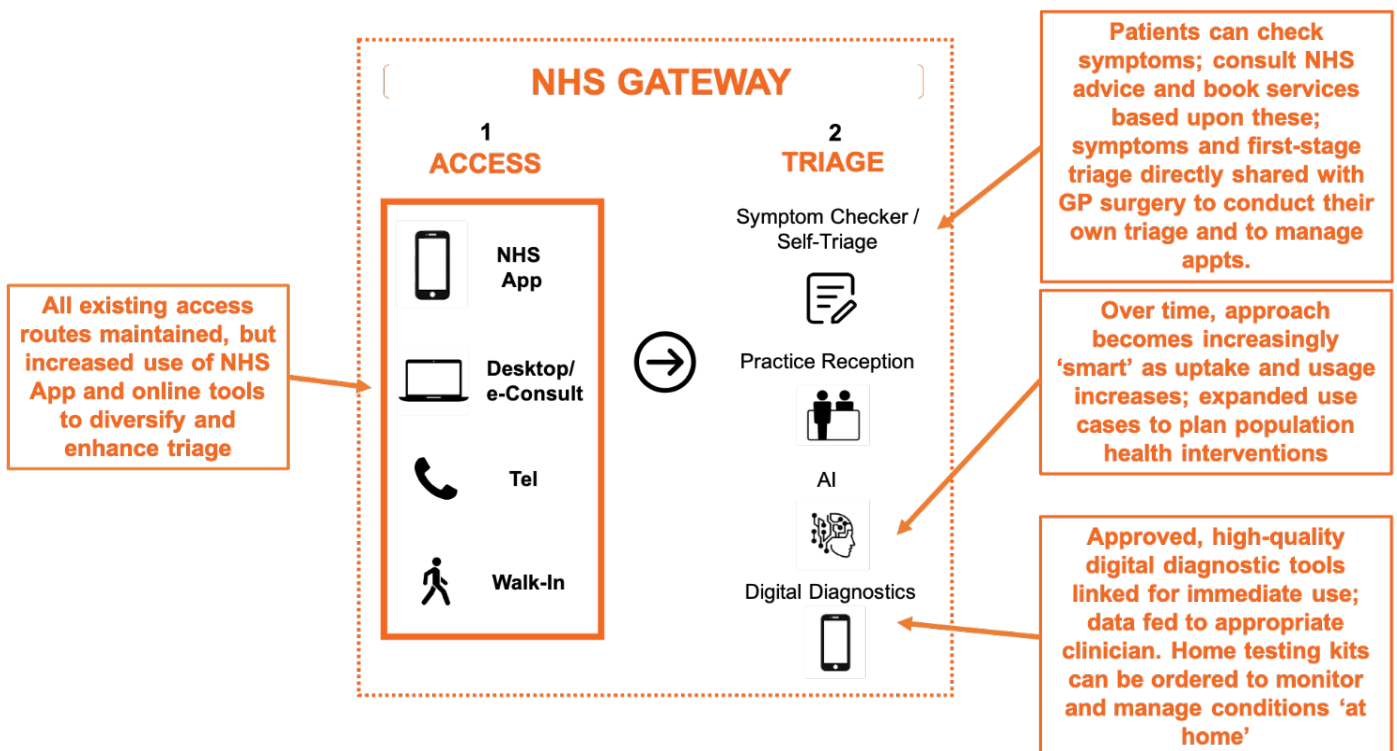 NHS GATEWAY
1
ACCESS
NHS
App
Desktop/
e-Consult
Tel
Walk-In
2
TRIAGE
Symptom Checker /
Self-Triage
Practice Reception
AI
Digital Diagnostics
All existing access
routes maintained, but
increased use of NHS
App and online tools
to diversify and
enhance triage
Patients can check
symptoms; consult NHS
advice and book services
based upon these;
symptoms and first-stage
triage directly shared with
GP surgery to conduct their
own triage and to manage
appts.
Over time, approach
becomes increasingly
‘smart’ as uptake and usage
increases; expanded use
cases to plan population
health interventions
Approved, high-quality
digital diagnostic tools
linked for immediate use;
data fed to appropriate
clinician. Home testing kits
can be ordered to monitor
and manage conditions ‘at
home’